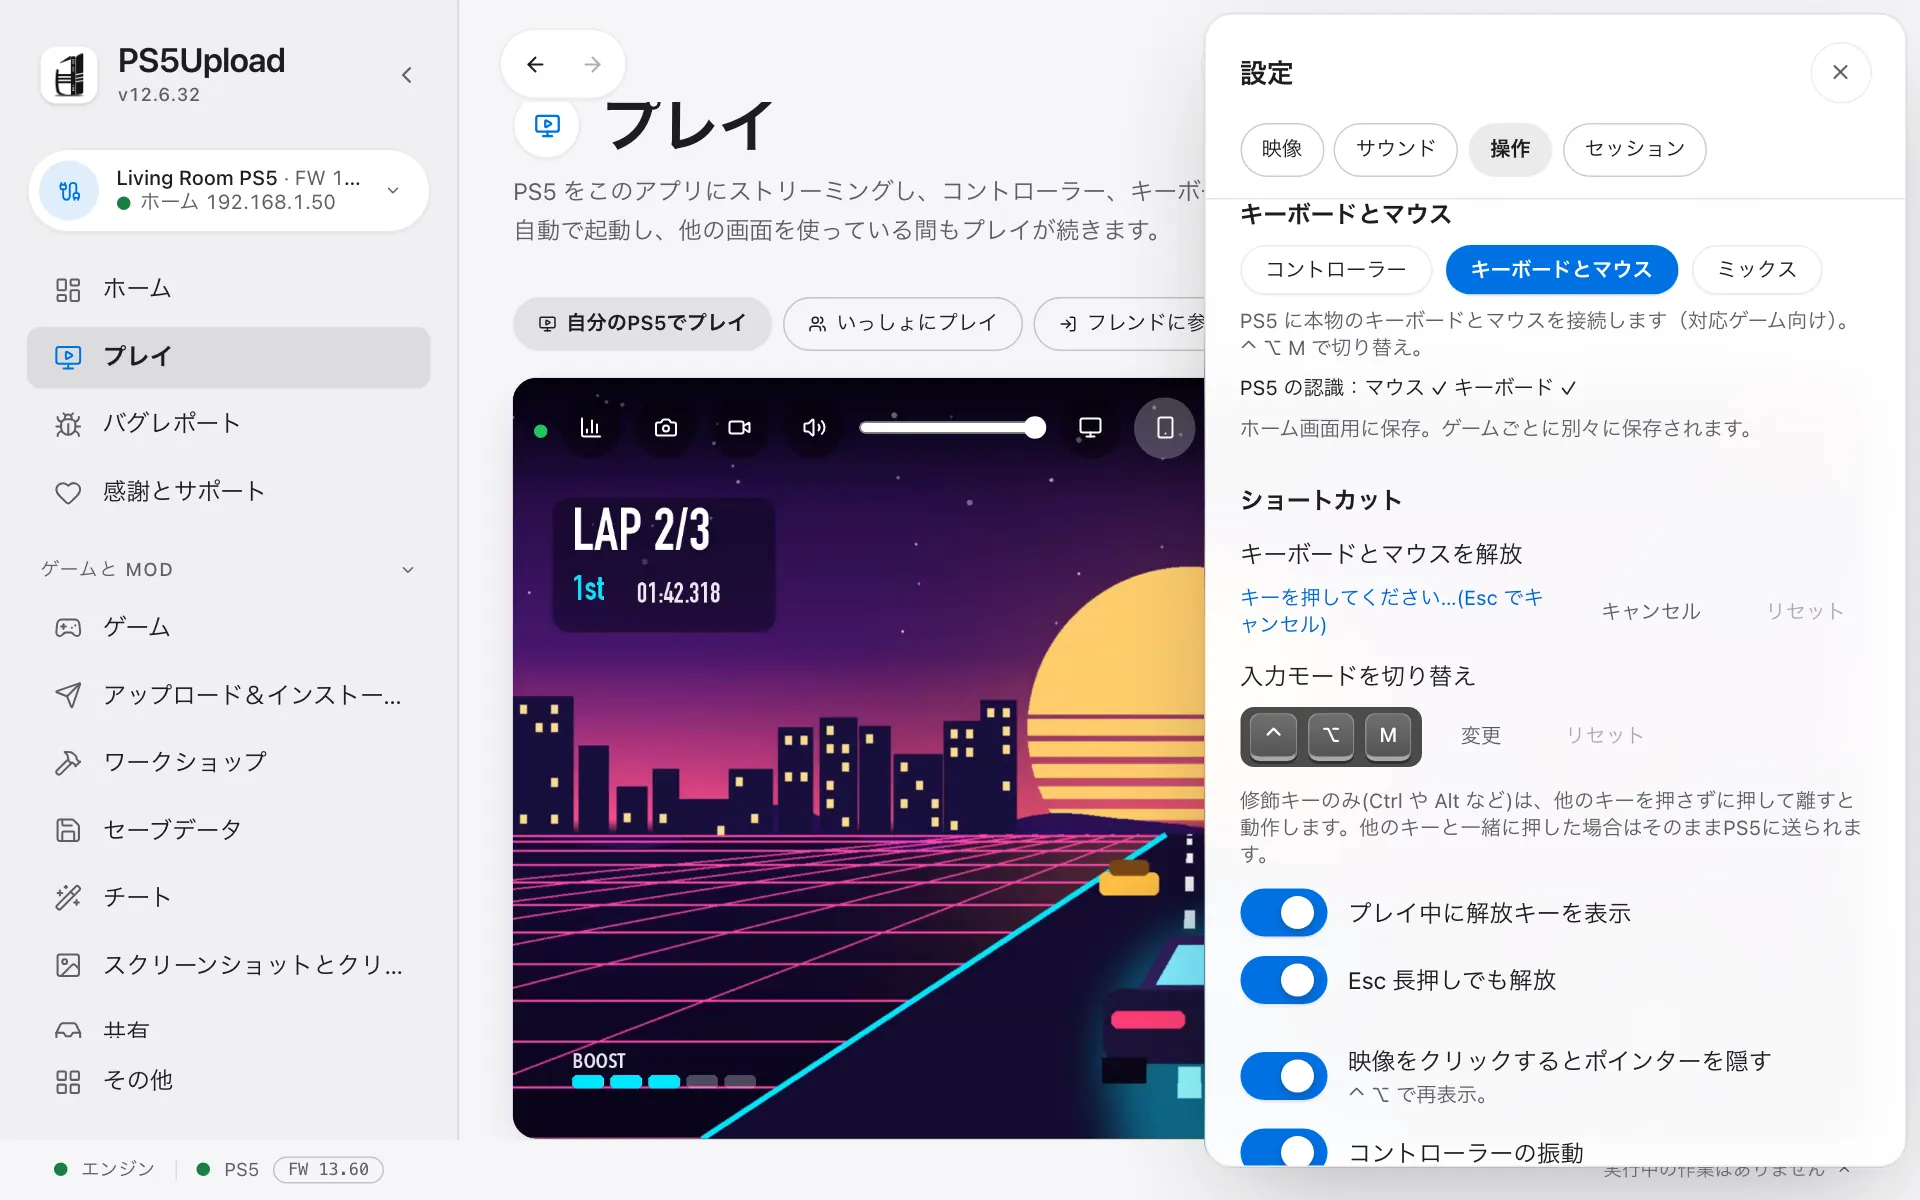 PS5Upload
v12.6.32
Living Room PS5 · FW 1...
ホーム 192.168.1.50
ホーム
プレイ
バグレポート
感謝とサポート
ゲームと MOD
ゲーム
アップロード＆インストー...
ワークショップ
セーブデータ
チート
スクリーンショットとクリ...
共有
その他
エンジン
PS5
FW 13.60
プレイ
PS5 をこのアプリにストリーミングし、コントローラー、キーボー
自動で起動し、他の画面を使っている間もプレイが続きます。
自分のPS5でプレイ
いっしょにプレイ
フレンドに参
LAP 2/3
1st 01:42.318
BOOST
設定
映像
サウンド
操作
セッション
キーボードとマウス
コントローラー
キーボードとマウス
ミックス
PS5 に本物のキーボードとマウスを接続します（対応ゲーム向け）。
^ ⌥ M で切り替え。
PS5 の認識：マウス ✓ キーボード ✓
ホーム画面用に保存。ゲームごとに別々に保存されます。
ショートカット
キーボードとマウスを解放
キーを押してください...(Esc でキ
ャンセル)
キャンセル
リセット
入力モードを切り替え
^ ⌥ M
変更
リセット
修飾キーのみ(Ctrl や Alt など)は、他のキーを押さずに押して離すと
動作します。他のキーと一緒に押した場合はそのままPS5に送られま
す。
プレイ中に解放キーを表示
Esc 長押しでも解放
映像をクリックするとポインターを隠す
^ ⌥ で再表示。
コントローラーの振動
実行中の作業はありません